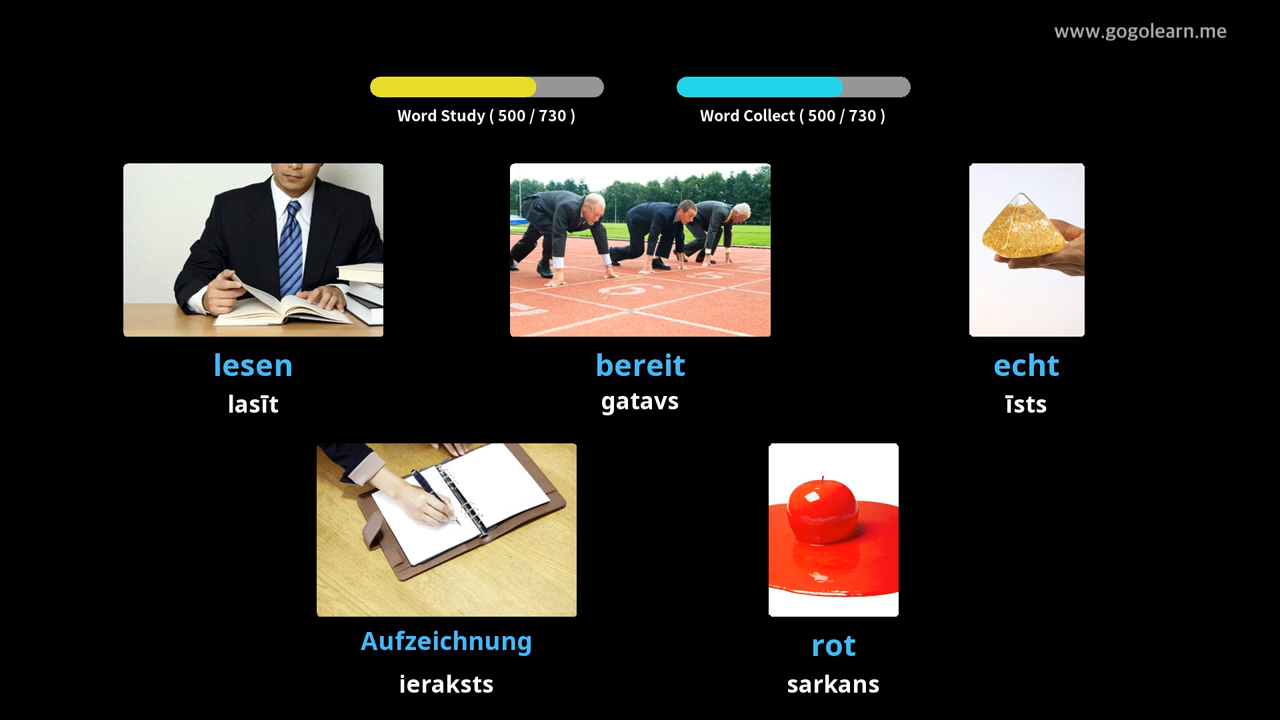 www.gogolearn.me
Word Study ( 500 / 730 )
Word Collect ( 500 / 730 )
lesen
lasīt
bereit
gatavs
echt
īsts
Aufzeichnung
ieraksts
rot
sarkans